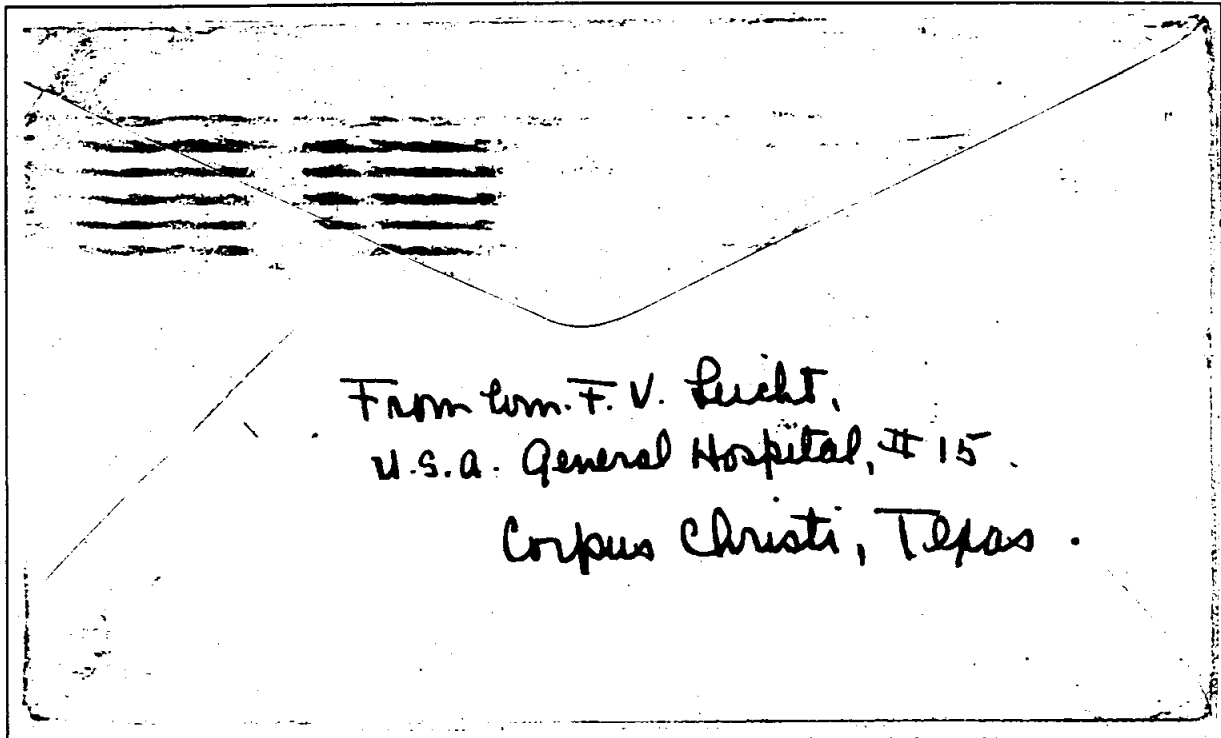 From Wm. F. V. Leicht,
U.S.A. General Hospital, # 15.
Corpus Christi, Texas.